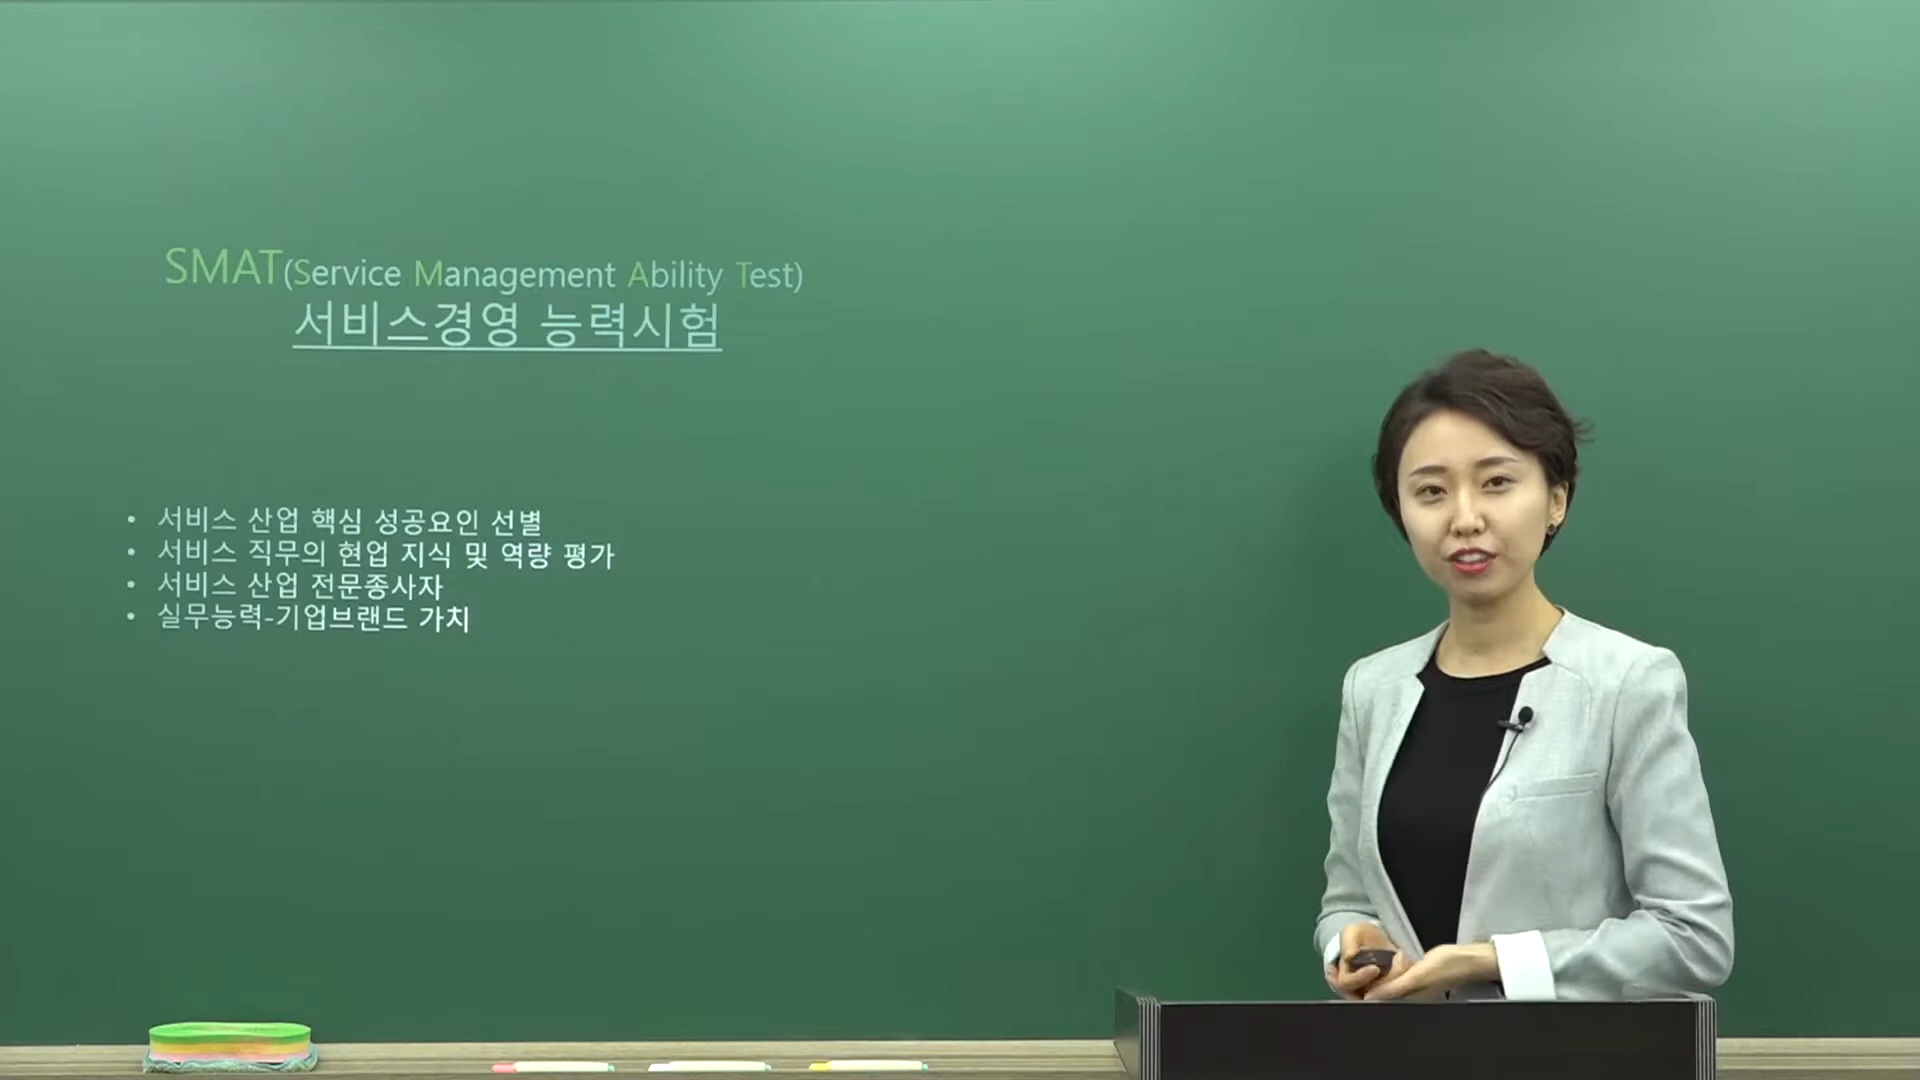 SMAT(Service Management Ability Test)
서비스경영 능력시험
• 서비스 산업 핵심 성공요인 선별
• 서비스 직무의 현업 지식 및 역량 평가
• 서비스 산업 전문종사자
• 실무능력-기업브랜드 가치